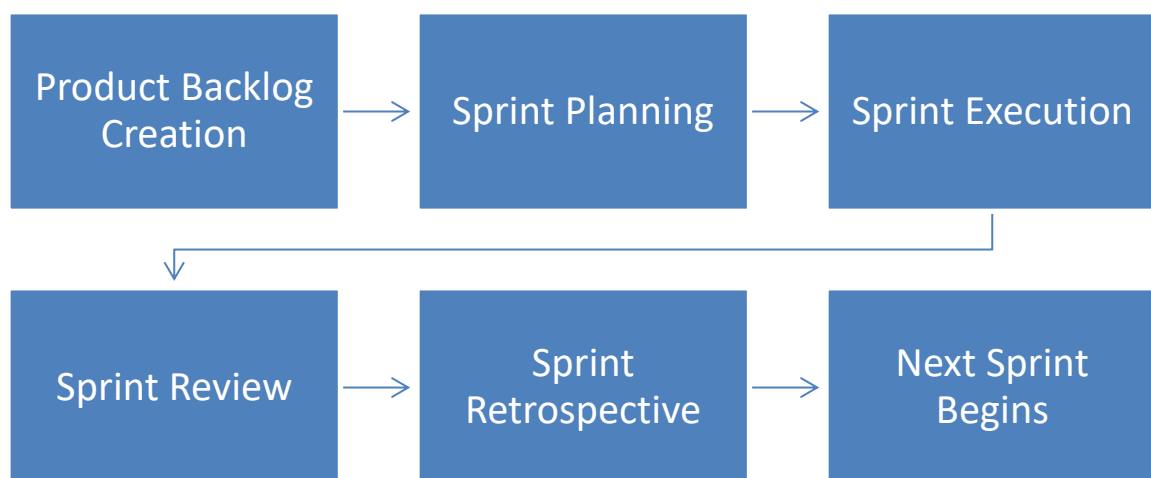 Product Backlog
Creation
Sprint Planning
Sprint Execution
Sprint Review
Sprint
Retrospective
Next Sprint
Begins